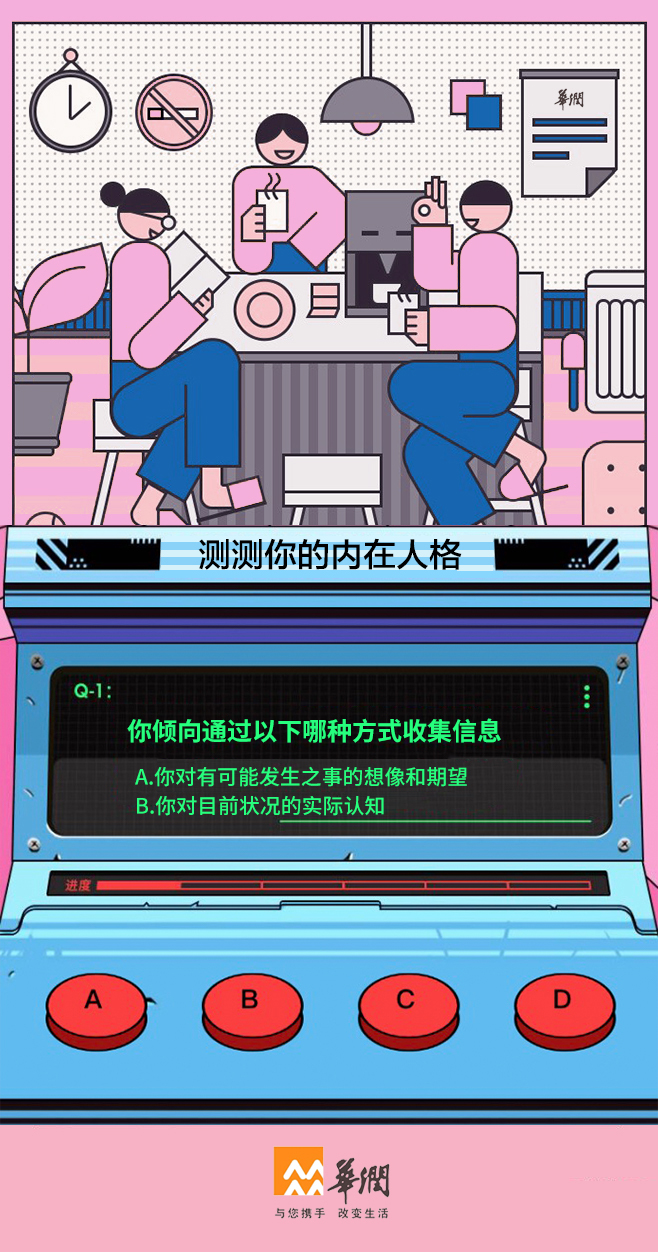 華潤
测测你的内在人格
Q-1:
你倾向通过以下哪种方式收集信息
A.你对有可能发生之事的想像和期望
B.你对目前状况的实际认知
进度
A B C D
華潤
与您携手 改变生活